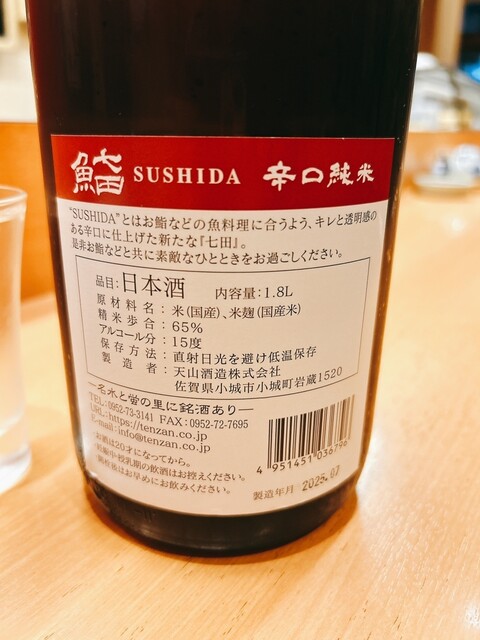 鮨 SUSHIDA 辛口純米
"SUSHIDA"とはお鮨などの魚料理に合うよう、キレと透明感の
ある辛口に仕上げた新たな『七田』。
是非お鮨などと共に素敵なひとときをお過ごしください。
品目:日本酒 内容量:1.8L
原材料名:米(国産)、米麹(国産米)
精米歩合:65%
アルコール分:15度
保存方法:直射日光を避け低温保存
製造者:天山酒造株式会社
佐賀県小城市小城町岩蔵1520
―名水と蛍の里に銘酒あり―
TEL:0952-73-3141 FAX:0952-72-7695
URL:https://tenzan.co.jp
E-mail:info@tenzan.co.jp
お酒は20才になってから。
妊娠中や授乳期の飲酒はお控えください。
開栓後はお早めにお飲みください。
4 951451 036796
製造年月 2025.07